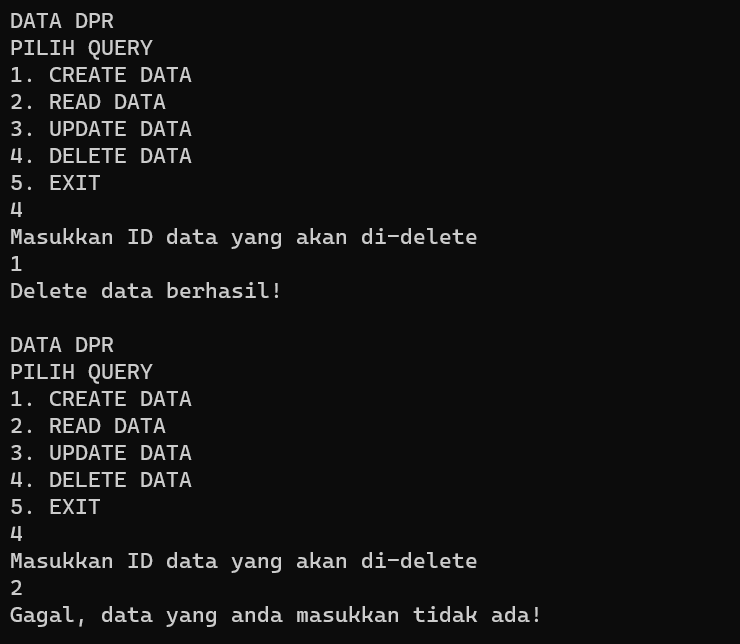 DATA DPR
PILIH QUERY
1. CREATE DATA
2. READ DATA
3. UPDATE DATA
4. DELETE DATA
5. EXIT
4
Masukkan ID data yang akan di-delete
1
Delete data berhasil!

DATA DPR
PILIH QUERY
1. CREATE DATA
2. READ DATA
3. UPDATE DATA
4. DELETE DATA
5. EXIT
4
Masukkan ID data yang akan di-delete
2
Gagal, data yang anda masukkan tidak ada!